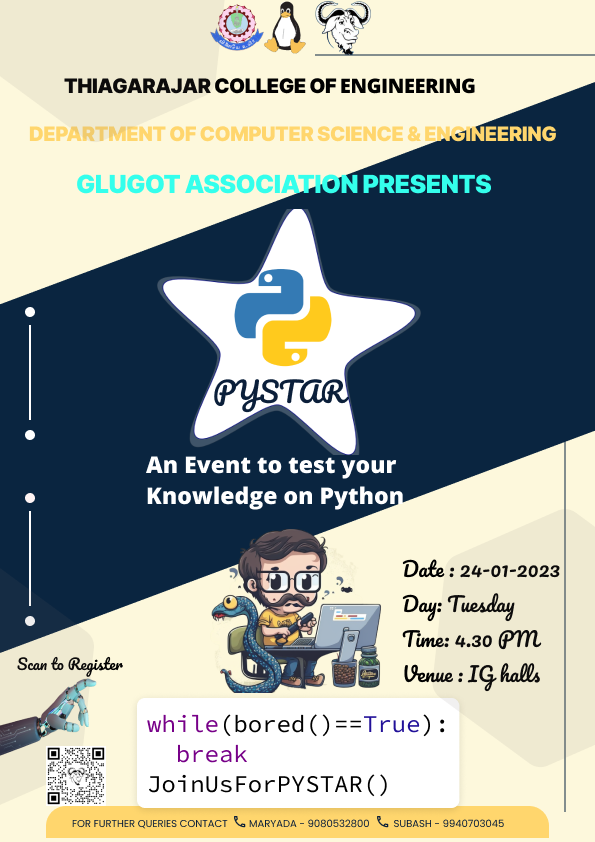 THIAGARAJAR COLLEGE OF ENGINEERING
DEPARTMENT OF COMPUTER SCIENCE & ENGINEERING
GLUGOT ASSOCIATION PRESENTS
PYSTAR
An Event to test your
Knowledge on Python
Date : 24-01-2023
Day: Tuesday
Time: 4.30 PM
Venue : IG halls
Scan to Register
while(bored()==True):
break
JoinUsForPYSTAR()
FOR FURTHER QUERIES CONTACT MARYADA - 9080532800 SUBASH - 9940703045